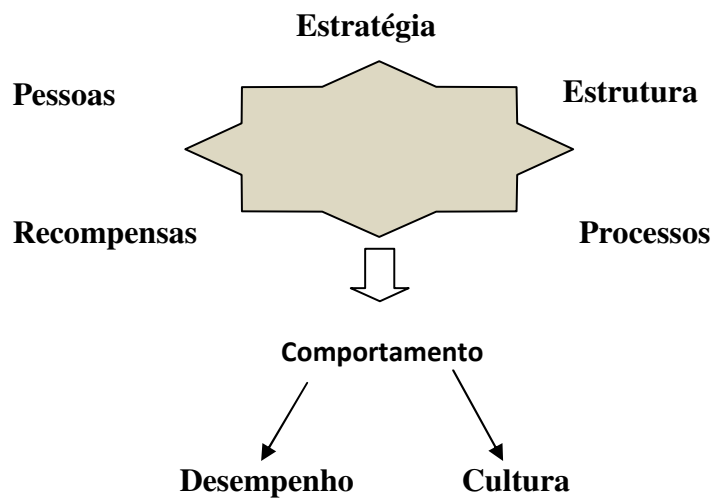 Estratégia
Pessoas
Estrutura
Recompensas
Processos
Comportamento
Desempenho
Cultura